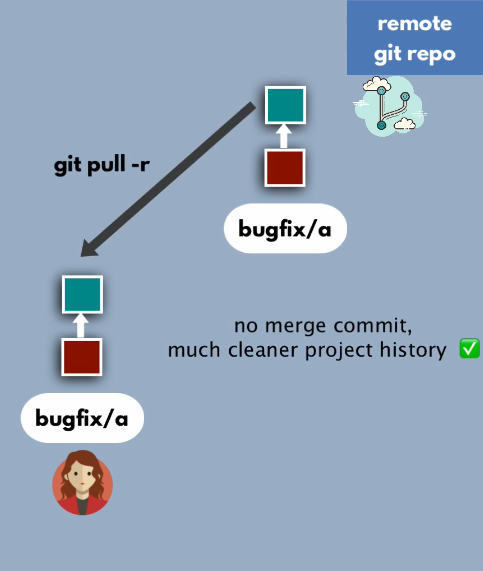 remote
git repo
git pull -r
bugfix/a
no merge commit,
much cleaner project history ✅
bugfix/a